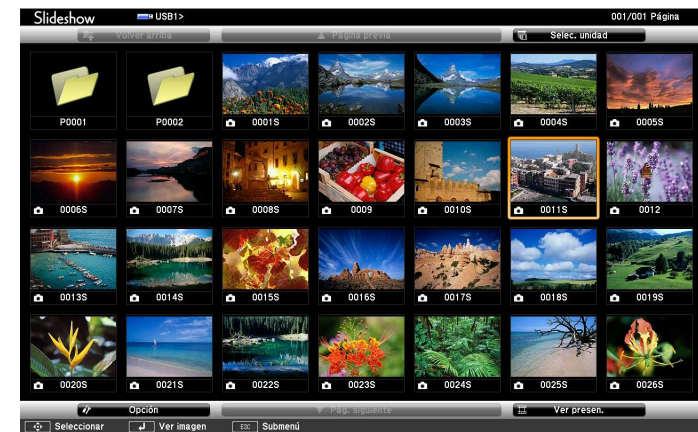 Slideshow USB1> 001/001 Página
Volver arriba Página previa Selec. unidad
P0001 P0002 0001S 0002S 0003S 0004S 0005S
0006S 0007S 0008S 0009 0010S 0011S 0012
0013S 0014S 0015S 0016S 0017S 0018S 0019S
0020S 0021S 0022S 0023S 0024S 0025S 0026S
Opción Pág. siguiente Ver presen.
Seleccionar Ver imagen ESC Submenú